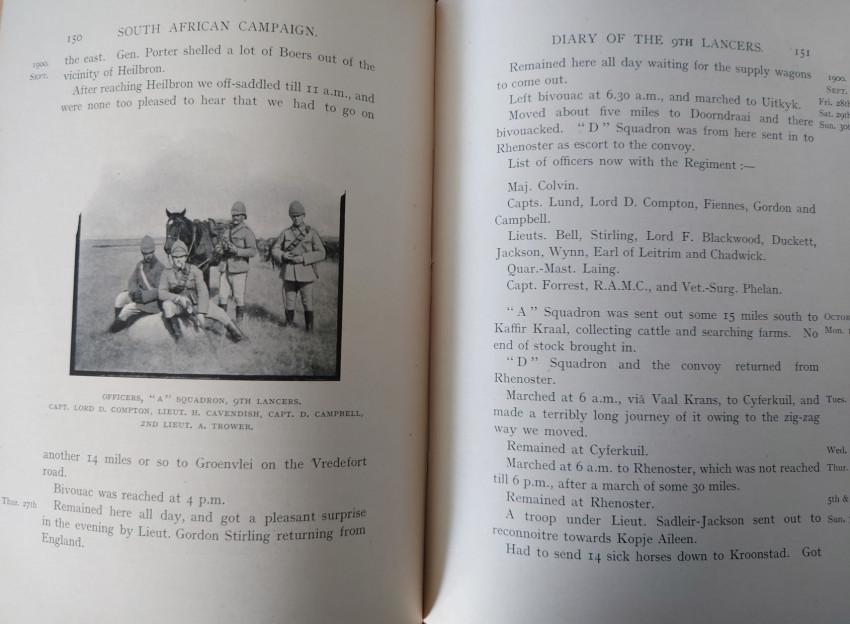 150 SOUTH AFRICAN CAMPAIGN.
1900. the east. Gen. Porter shelled a lot of Boers out of the
SEPT. vicinity of Heilbron.
After reaching Heilbron we off-saddled till 11 a.m., and
were none too pleased to hear that we had to go on
OFFICERS, "A" SQUADRON, 9TH LANCERS.
CAPT. LORD D. COMPTON, LIEUT. H. CAVENDISH, CAPT. D. CAMPBELL,
2ND LIEUT. A. TROWER.
another 14 miles or so to Groenvlei on the Vredefort
road.
Bivouac was reached at 4 p.m.
Thur. 27th Remained here all day, and got a pleasant surprise
in the evening by Lieut. Gordon Stirling returning from
England.
DIARY OF THE 9TH LANCERS. 151
Remained here all day waiting for the supply wagons 1900.
to come out. SEPT.
Left bivouac at 6.30 a.m., and marched to Uitkyk. Fri. 28th
Moved about five miles to Doorndraai and there Sat. 29th
bivouacked. "D" Squadron was from here sent in to Sun. 30
Rhenoster as escort to the convoy.
List of officers now with the Regiment :—
Maj. Colvin.
Capts. Lund, Lord D. Compton, Fiennes, Gordon and
Campbell.
Lieuts. Bell, Stirling, Lord F. Blackwood, Duckett,
Jackson, Wynn, Earl of Leitrim and Chadwick.
Quar.-Mast. Laing.
Capt. Forrest, R.A.M.C., and Vet.-Surg. Phelan.
"A" Squadron was sent out some 15 miles south to OCTO
Kaffir Kraal, collecting cattle and searching farms. No Mon.
end of stock brought in.
"D" Squadron and the convoy returned from
Rhenoster.
Marched at 6 a.m., viâ Vaal Krans, to Cyferkuil, and Tues.
made a terribly long journey of it owing to the zig-zag
way we moved.
Remained at Cyferkuil. Wed.
Marched at 6 a.m. to Rhenoster, which was not reached Thur.
till 6 p.m., after a march of some 30 miles.
Remained at Rhenoster. 5th &
A troop under Lieut. Sadleir-Jackson sent out to Sun.
reconnoitre towards Kopje Aileen.
Had to send 14 sick horses down to Kroonstad. Got